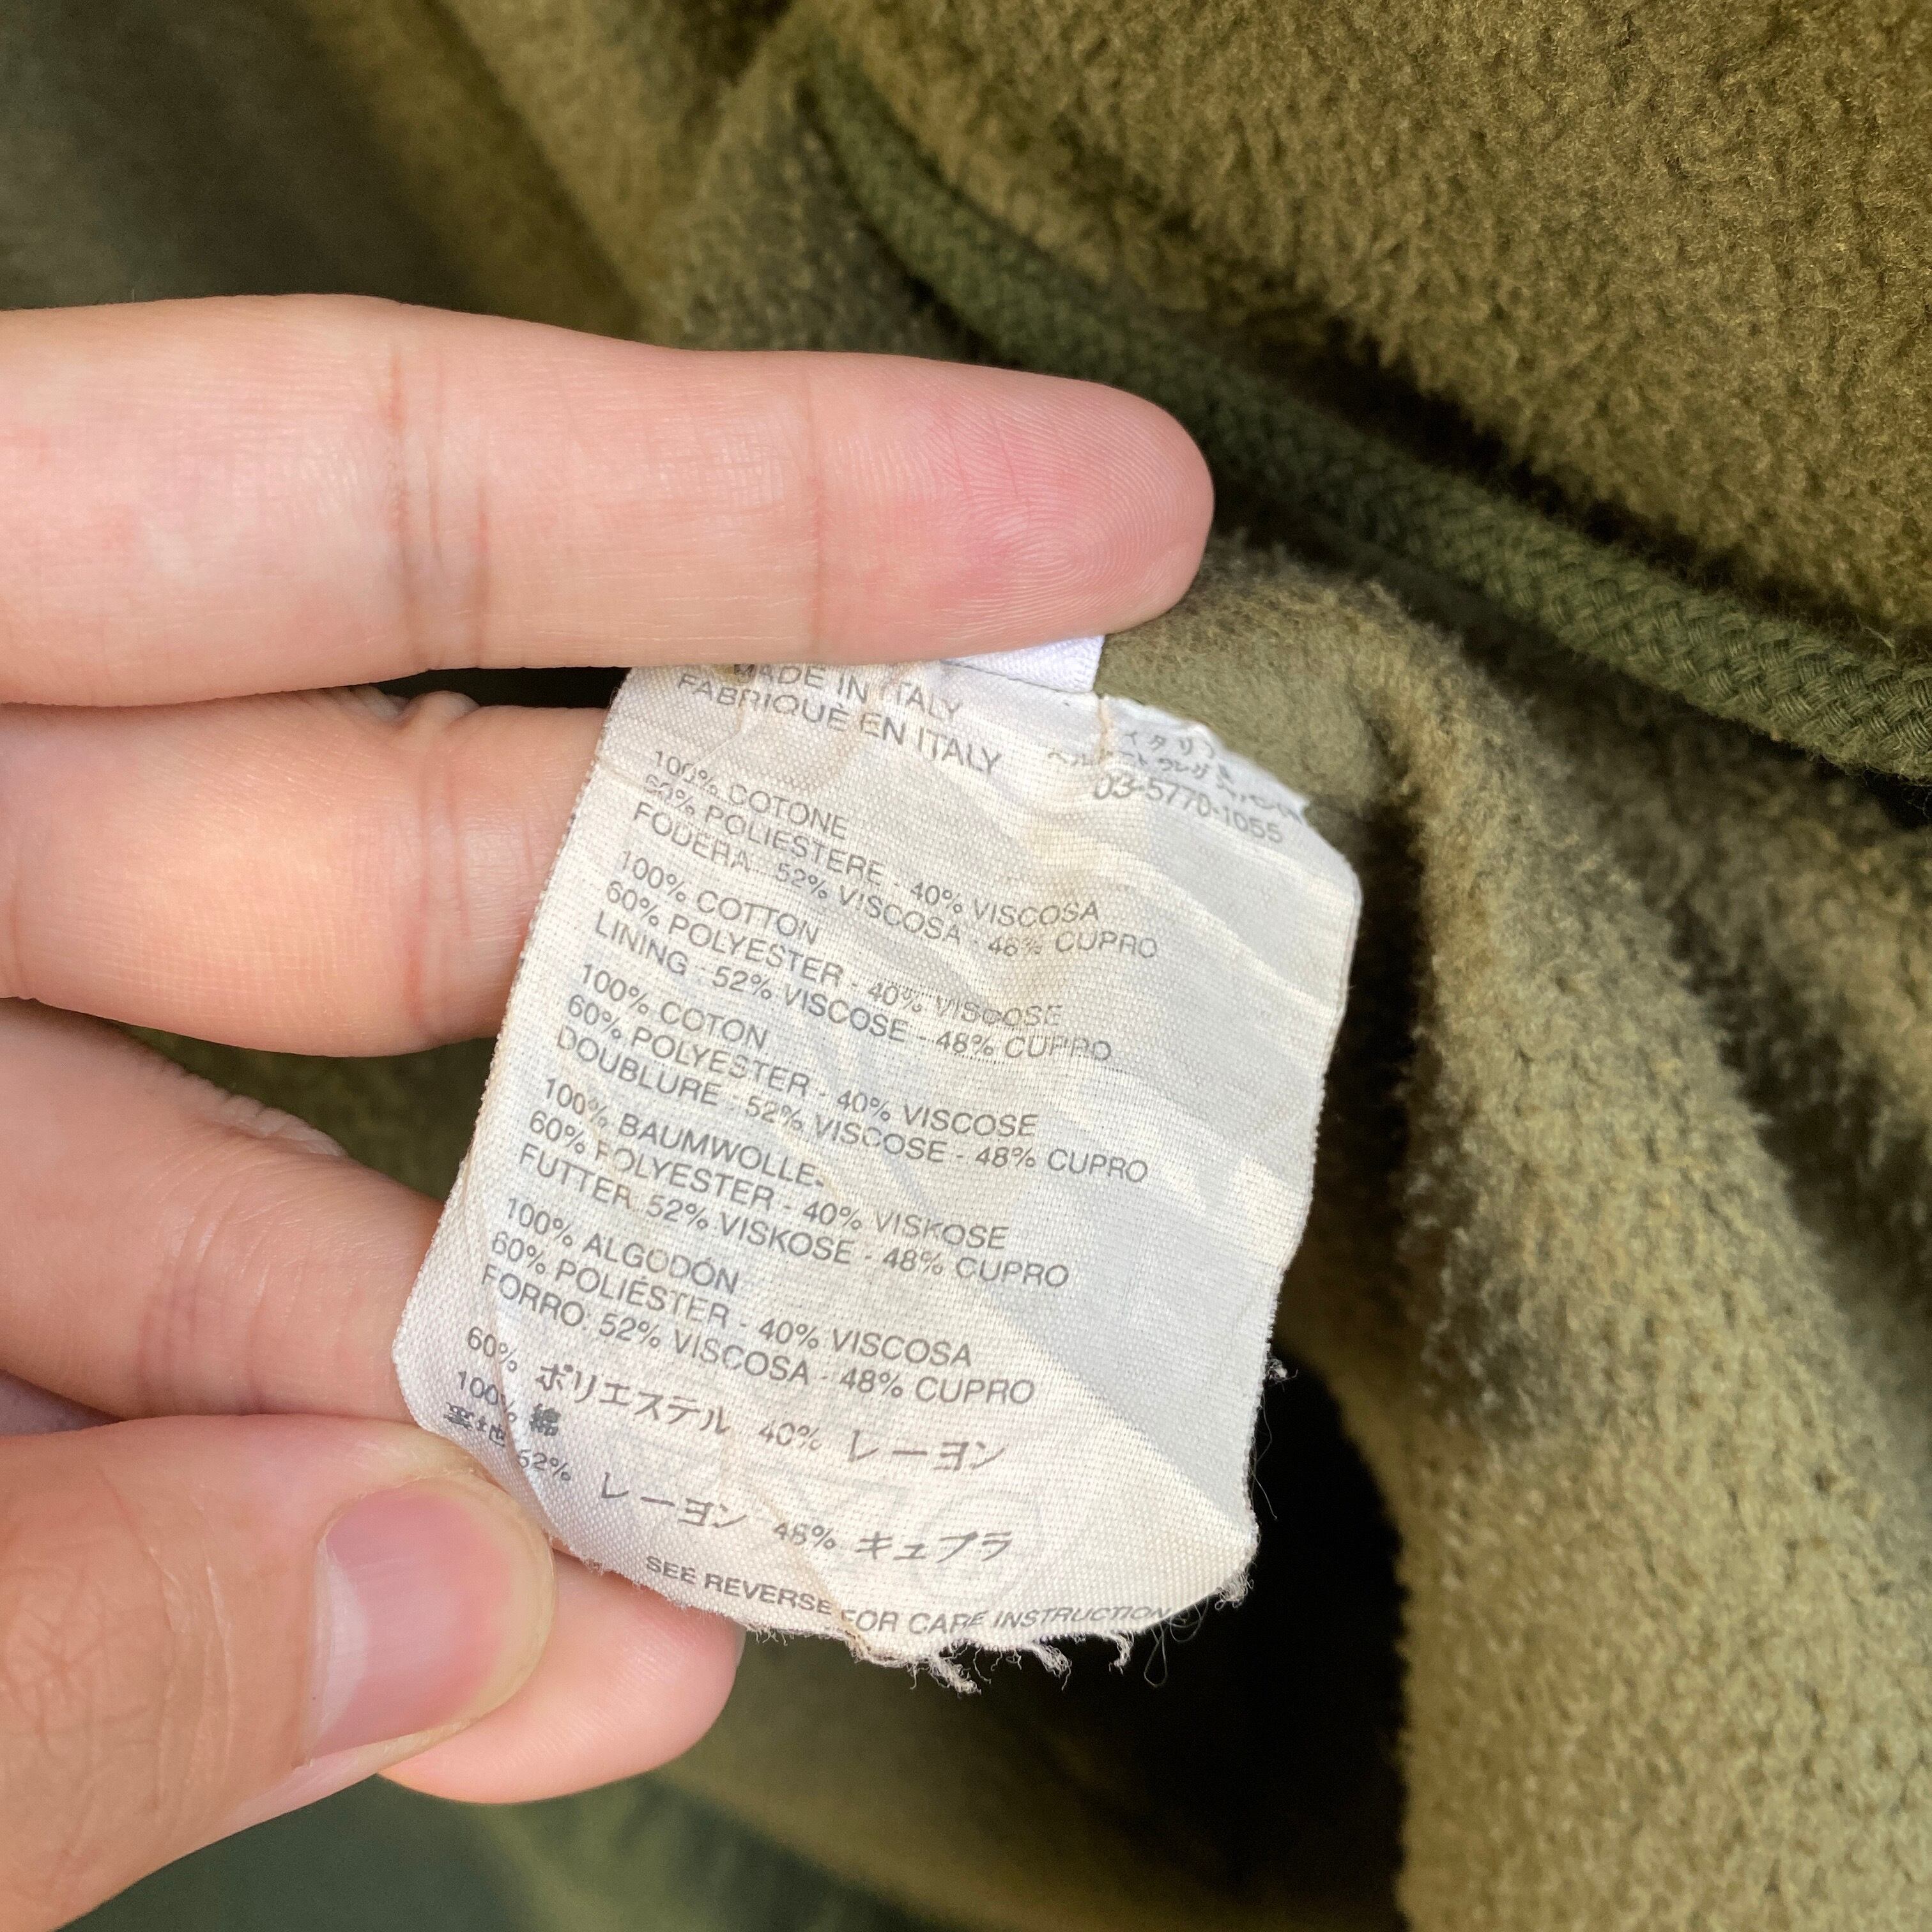 MADE IN ITALY
FABRIQUE EN ITALY
03-5770-1055
100% COTONE
60% POLIESTERE - 40% VISCOSA
FODERA: 52% VISCOSA - 48% CUPRO
100% COTTON
60% POLYESTER - 40% VISCOSE
LINING : 52% VISCOSE - 48% CUPRO
100% COTON
60% POLYESTER - 40% VISCOSE
DOUBLURE : 52% VISCOSE - 48% CUPRO
100% BAUMWOLLE
60% POLYESTER - 40% VISKOSE
FUTTER: 52% VISKOSE - 48% CUPRO
100% ALGODÓN
60% POLIÉSTER - 40% VISCOSA
FORRO: 52% VISCOSA - 48% CUPRO
60% ポリエステル 40% レーヨン
100% 綿
裏地 52% レーヨン 48% キュプラ
SEE REVERSE FOR CARE INSTRUCTION